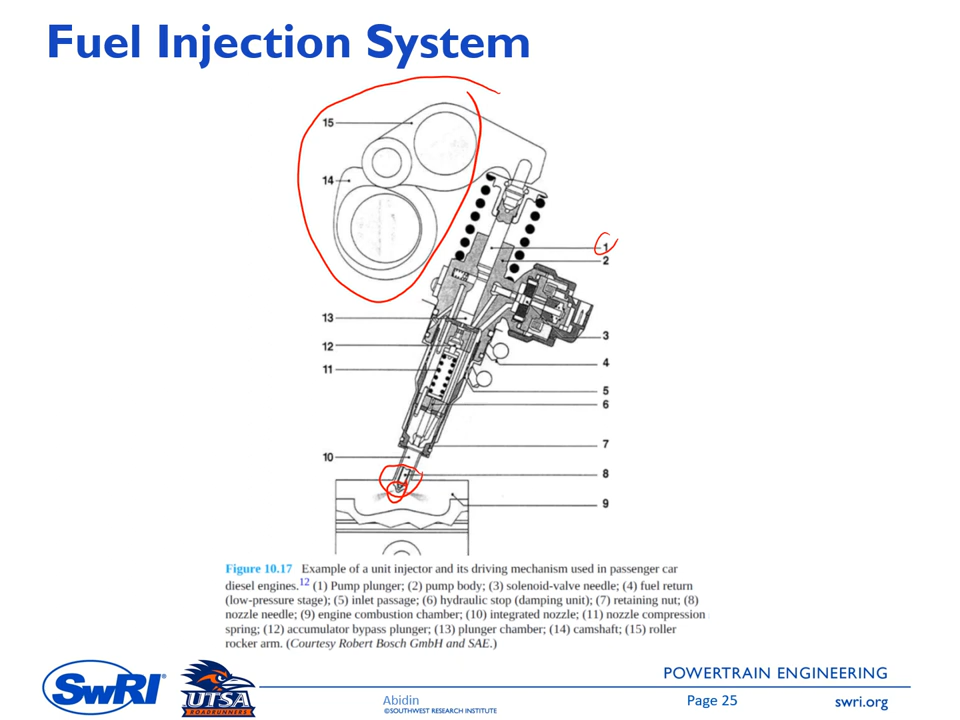 Fuel Injection System
15
14
1
2
13
12
11
3
4
5
6
7
10
8
9
Figure 10.17 Example of a unit injector and its driving mechanism used in passenger car
diesel engines.12 (1) Pump plunger; (2) pump body; (3) solenoid-valve needle; (4) fuel return
(low-pressure stage); (5) inlet passage; (6) hydraulic stop (damping unit); (7) retaining nut; (8)
nozzle needle; (9) engine combustion chamber; (10) integrated nozzle; (11) nozzle compression
spring; (12) accumulator bypass plunger; (13) plunger chamber; (14) camshaft; (15) roller
rocker arm. (Courtesy Robert Bosch GmbH and SAE.)
POWERTRAIN ENGINEERING
SwRI
UTSA
ROADRUNNERS
Abidin
©SOUTHWEST RESEARCH INSTITUTE
Page 25
swri.org